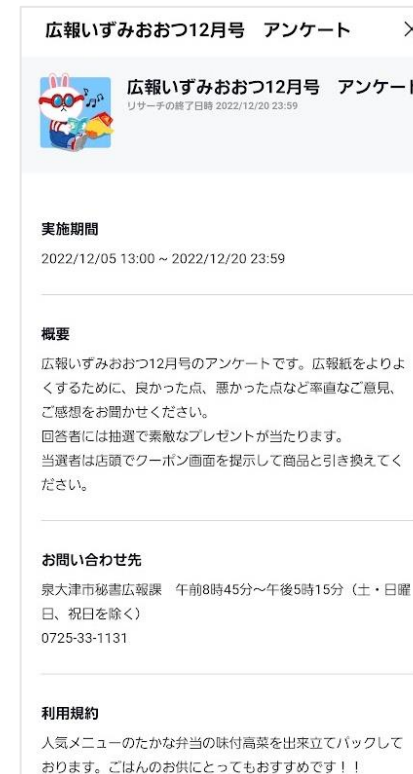 広報いずみおおつ12月号　アンケート
広報いずみおおつ12月号　アンケート
リサーチの終了日時 2022/12/20 23:59
実施期間
2022/12/05 13:00 ~ 2022/12/20 23:59
概要
広報いずみおおつ12月号のアンケートです。広報紙をよりよ
くするために、良かった点、悪かった点など率直なご意見、
ご感想をお聞かせください。
回答者には抽選で素敵なプレゼントが当たります。
当選者は店頭でクーポン画面を提示して商品と引き換えてく
ださい。
お問い合わせ先
泉大津市秘書広報課　午前8時45分～午後5時15分（土・日曜
日、祝日を除く）
0725-33-1131
利用規約
人気メニューのたかな弁当の味付高菜を出来立てパックして
おります。ごはんのお供にとってもおすすめです！！